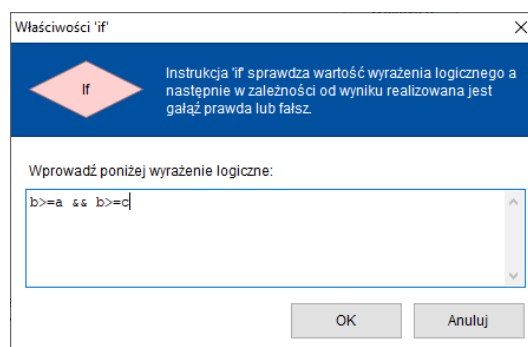 Właściwości 'if'
If
Instrukcja 'if' sprawdza wartość wyrażenia logicznego a
następnie w zależności od wyniku realizowana jest
gałąź prawda lub fałsz.
Wprowadź poniżej wyrażenie logiczne:
b>=a && b>=c
OK
Anuluj